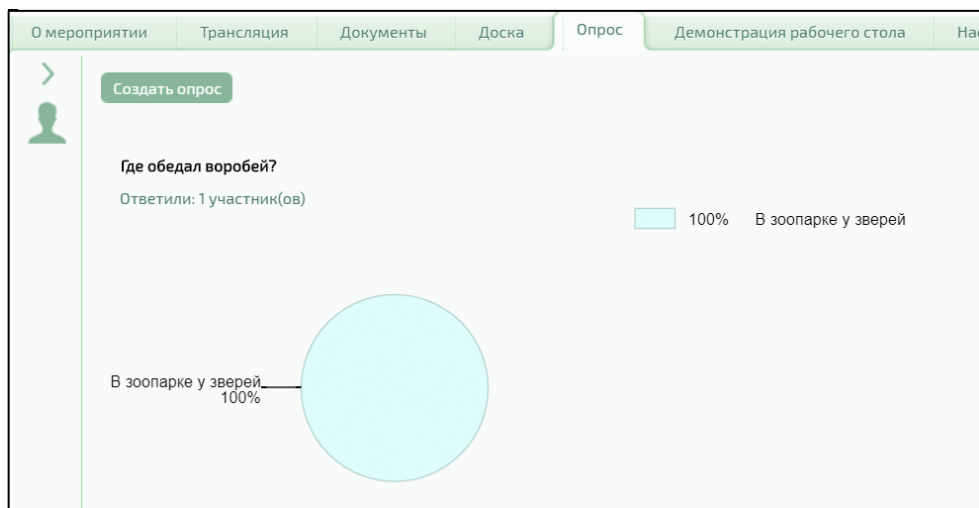 О мероприятии Трансляция Документы Доска Опрос Демонстрация рабочего стола
Создать опрос
Где обедал воробей?
Ответили: 1 участник(ов)
100% В зоопарке у зверей
В зоопарке у зверей
100%